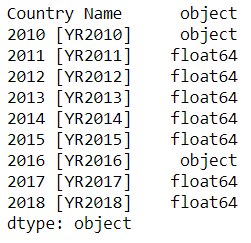 Country Name object
2010 [YR2010] object
2011 [YR2011] float64
2012 [YR2012] float64
2013 [YR2013] float64
2014 [YR2014] float64
2015 [YR2015] float64
2016 [YR2016] object
2017 [YR2017] float64
2018 [YR2018] float64
dtype: object